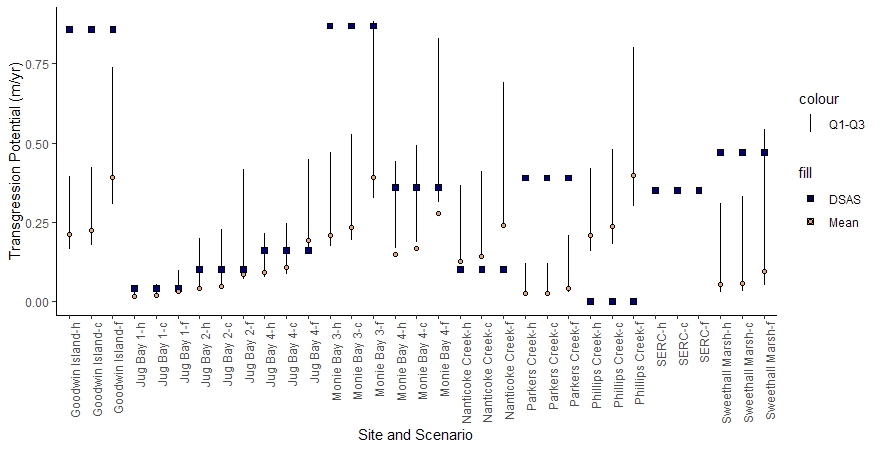 Transgression Potential (m/yr)
0.75
0.50
0.25
0.00
Goodwin Island-h
Goodwin Island-c
Goodwin Island-f
Jug Bay 1-h
Jug Bay 1-c
Jug Bay 1-f
Jug Bay 2-h
Jug Bay 2-c
Jug Bay 2-f
Jug Bay 4-h
Jug Bay 4-c
Jug Bay 4-f
Monie Bay 3-h
Monie Bay 3-c
Monie Bay 3-f
Monie Bay 4-h
Monie Bay 4-c
Monie Bay 4-f
Nanticoke Creek-h
Nanticoke Creek-c
Nanticoke Creek-f
Parkers Creek-h
Parkers Creek-c
Parkers Creek-f
Phillips Creek-h
Phillips Creek-c
Phillips Creek-f
SERC-h
SERC-c
SERC-f
Sweethall Marsh-h
Sweethall Marsh-c
Sweethall Marsh-f
Site and Scenario
colour
Q1-Q3
fill
DSAS
Mean